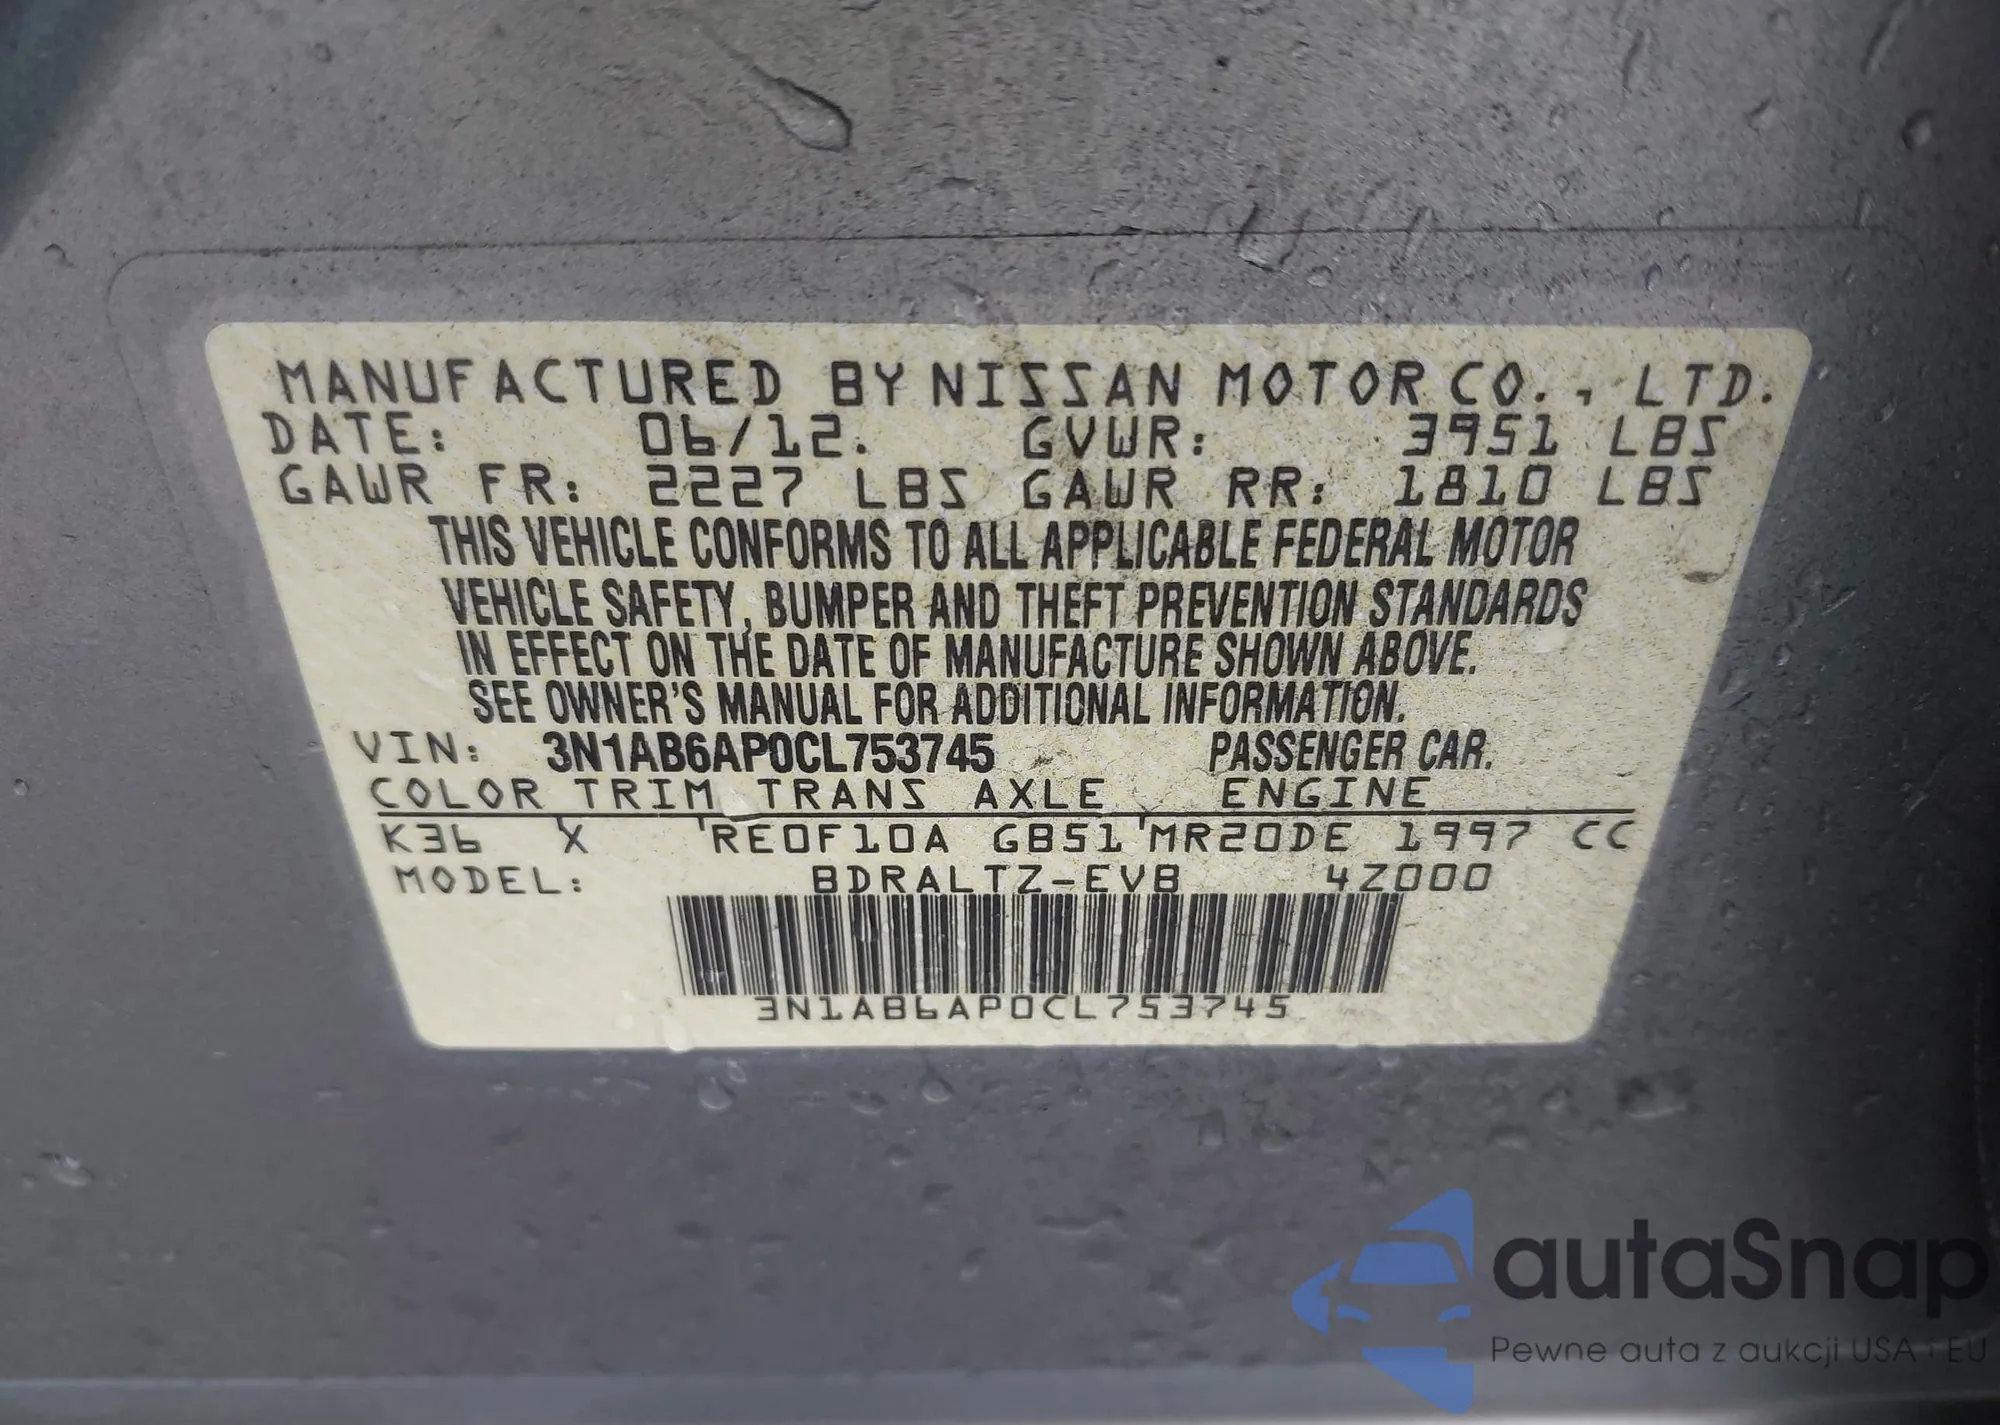 MANUFACTURED BY NISSAN MOTOR CO., LTD.
DATE: 06/12. GVWR: 3951 LBS
GAWR FR: 2227 LBS GAWR RR: 1810 LBS
THIS VEHICLE CONFORMS TO ALL APPLICABLE FEDERAL MOTOR
VEHICLE SAFETY, BUMPER AND THEFT PREVENTION STANDARDS
IN EFFECT ON THE DATE OF MANUFACTURE SHOWN ABOVE.
SEE OWNER'S MANUAL FOR ADDITIONAL INFORMATION.
VIN: 3N1AB6AP0CL753745 PASSENGER CAR.
COLOR TRIM TRANS AXLE ENGINE
K36 X RE0F10A GB51 MR20DE 1997 CC
MODEL: BDRALTZ-EVB 4Z000
3N1AB6AP0CL753745
autaSnap
Pewne auta z aukcji USA i EU